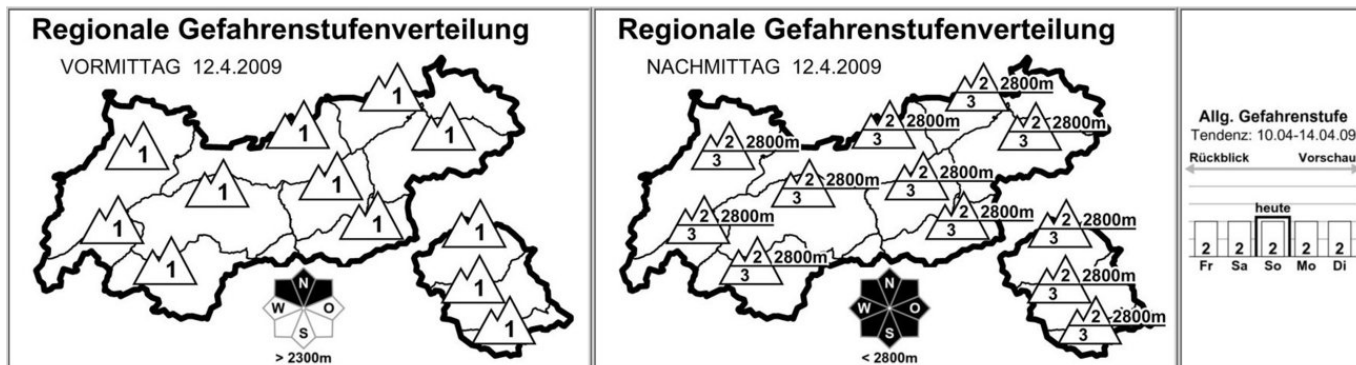 Regionale Gefahrenstufenverteilung
VORMITTAG 12.4.2009
1
1
1
1
1
1
1
1
1
1
1
1
N
W O
S
> 2300m
Regionale Gefahrenstufenverteilung
NACHMITTAG 12.4.2009
2 2800m
3
2 2800m
3
2 2800m
3
2 2800m
3
2 2800m
3
2 2800m
3
2 2800m
3
2 2800m
3
2 2800m
3
2 2800m
3
2 2800m
3
2 2800m
3
N
W O
S
< 2800m
Allg. Gefahrenstufe
Tendenz: 10.04-14.04.09
Rückblick Vorschau
heute
2 2 2 2 2
Fr Sa So Mo Di